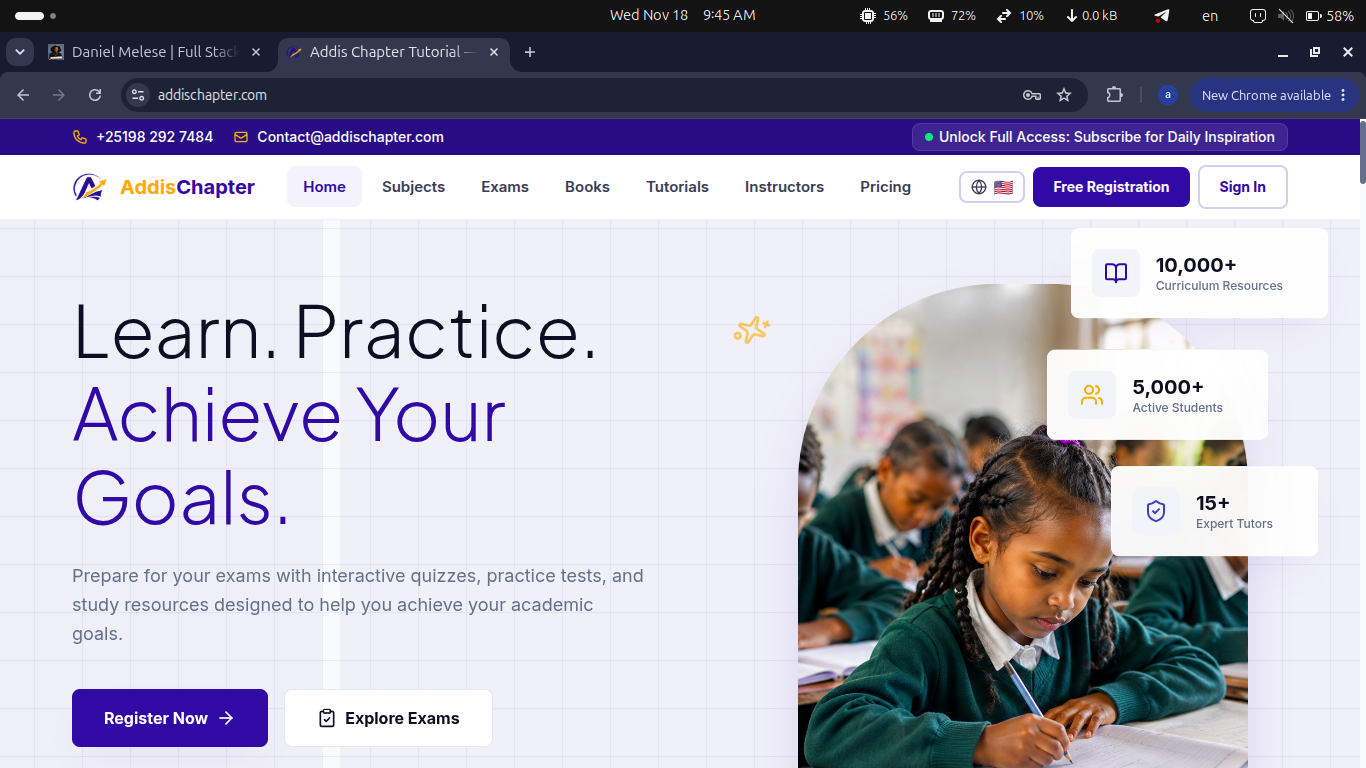 Wed Nov 18 9:45 AM
56%
72%
10%
0.0 kB
en
58%
Daniel Melese | Full Stack
Addis Chapter Tutorial —
addischapter.com
a
New Chrome available
+25198 292 7484
Contact@addischapter.com
Unlock Full Access: Subscribe for Daily Inspiration
AddisChapter
Home
Subjects
Exams
Books
Tutorials
Instructors
Pricing
Free Registration
Sign In
10,000+
Curriculum Resources
Learn. Practice.
Achieve Your
Goals.
5,000+
Active Students
15+
Expert Tutors
Prepare for your exams with interactive quizzes, practice tests, and
study resources designed to help you achieve your academic
goals.
Register Now
Explore Exams